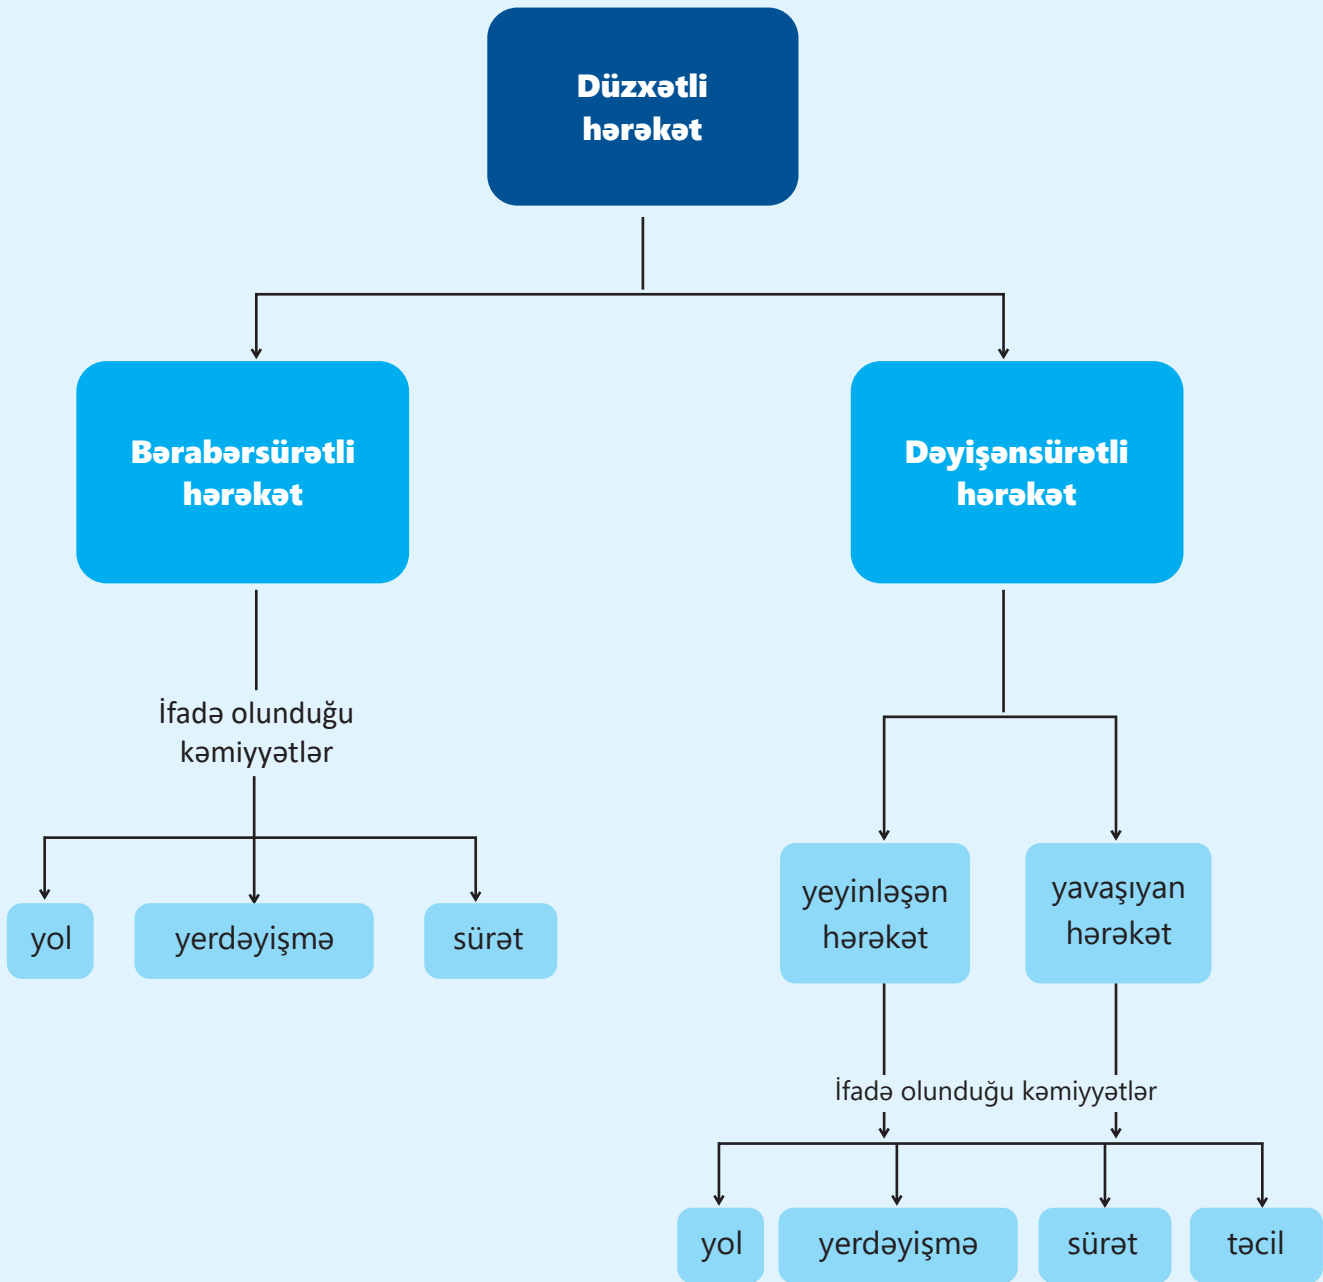 Düzxətli
hərəkət
Bərabərsürətli
hərəkət
Dəyişənsürətli
hərəkət
İfadə olunduğu
kəmiyyətlər
yol
yerdəyişmə
sürət
yeyinləşən
hərəkət
yavaşıyan
hərəkət
İfadə olunduğu kəmiyyətlər
yol
yerdəyişmə
sürət
təcil